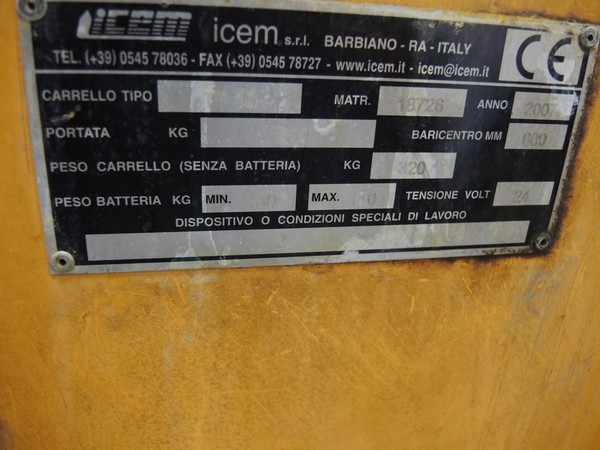 icem icem s.r.l. BARBIANO - RA - ITALY
TEL. (+39) 0545 78036 - FAX (+39) 0545 78727 - www.icem.it - icem@icem.it
CE
CARRELLO TIPO MATR. 18726 ANNO 2007
PORTATA KG BARICENTRO MM 600
PESO CARRELLO (SENZA BATTERIA) KG 320
PESO BATTERIA KG MIN. MAX. TENSIONE VOLT 24
DISPOSITIVO O CONDIZIONI SPECIALI DI LAVORO